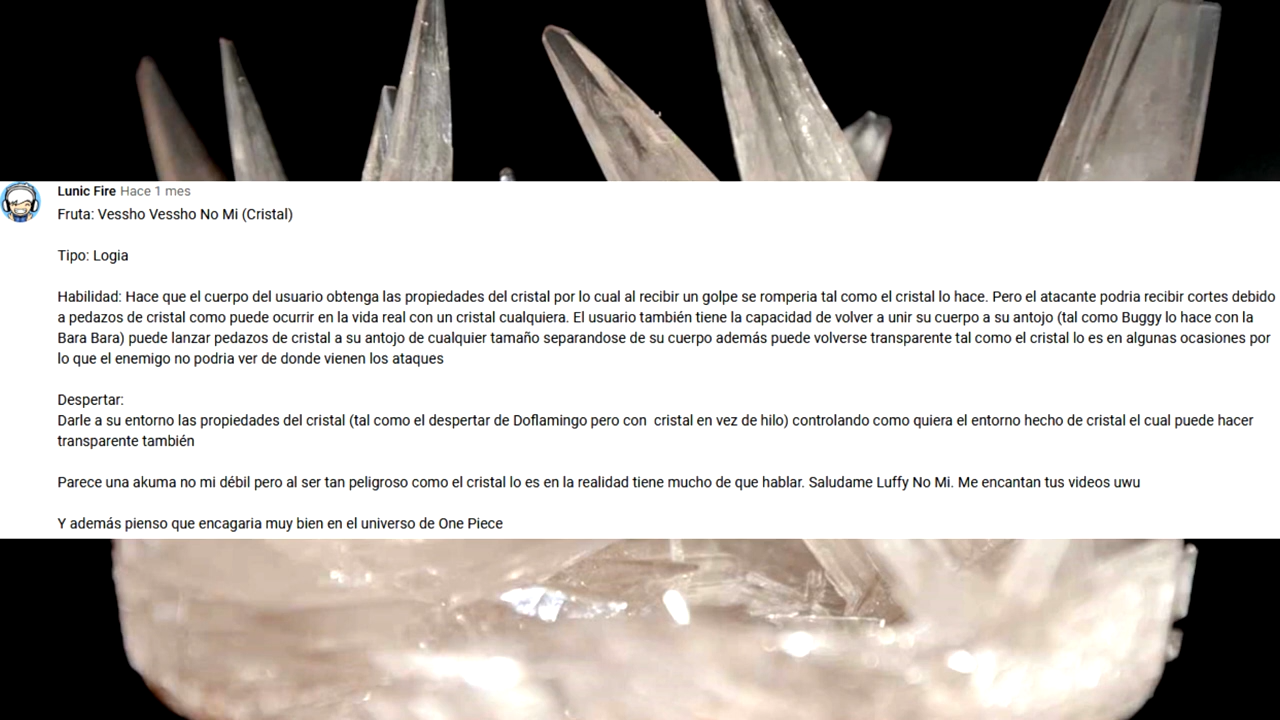 Lunic Fire Hace 1 mes
Fruta: Vessho Vessho No Mi (Cristal)
Tipo: Logia
Habilidad: Hace que el cuerpo del usuario obtenga las propiedades del cristal por lo cual al recibir un golpe se romperia tal como el cristal lo hace. Pero el atacante podria recibir cortes debido
a pedazos de cristal como puede ocurrir en la vida real con un cristal cualquiera. El usuario también tiene la capacidad de volver a unir su cuerpo a su antojo (tal como Buggy lo hace con la
Bara Bara) puede lanzar pedazos de cristal a su antojo de cualquier tamaño separandose de su cuerpo además puede volverse transparente tal como el cristal lo es en algunas ocasiones por
lo que el enemigo no podria ver de donde vienen los ataques
Despertar:
Darle a su entorno las propiedades del cristal (tal como el despertar de Doflamingo pero con cristal en vez de hilo) controlando como quiera el entorno hecho de cristal el cual puede hacer
transparente también
Parece una akuma no mi débil pero al ser tan peligroso como el cristal lo es en la realidad tiene mucho de que hablar. Saludame Luffy No Mi. Me encantan tus videos uwu
Y además pienso que encagaria muy bien en el universo de One Piece